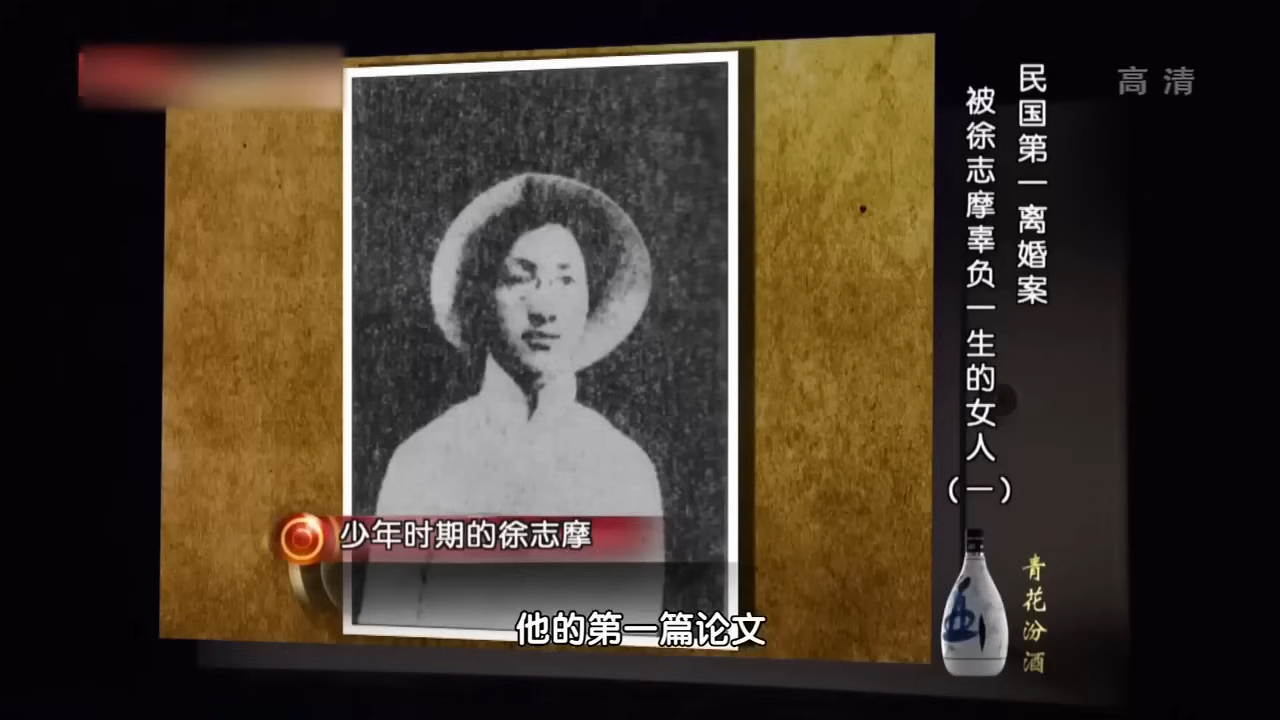 高清
民国第一离婚案
被徐志摩辜负一生的女人(一)
少年时期的徐志摩
他的第一篇论文
青花汾酒